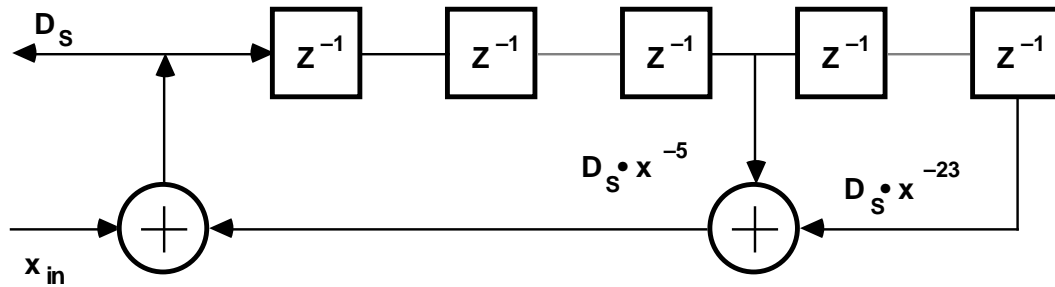 D_S
Z^–1 Z^–1 Z^–1 Z^–1 Z^–1
D_S • x^–5
D_S • x^–23
x_in